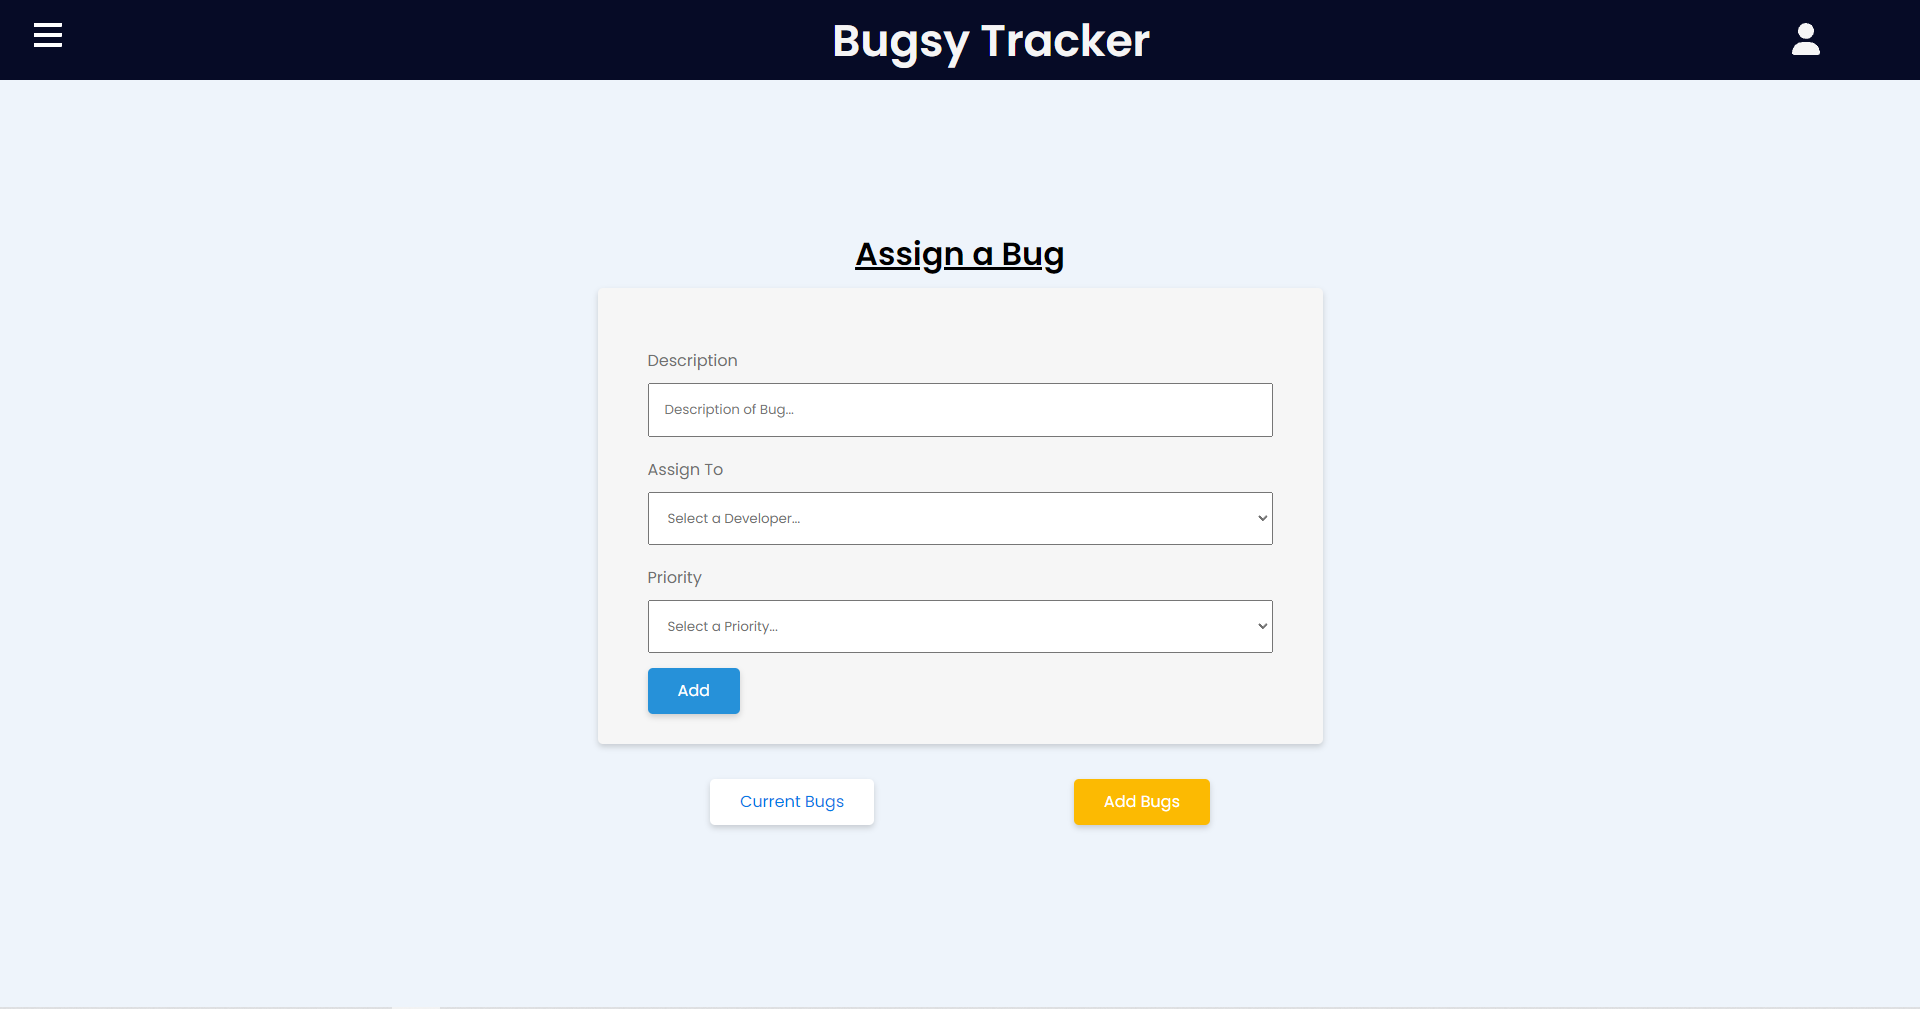 Bugsy Tracker
Assign a Bug
Description
Description of Bug...
Assign To
Select a Developer...
Priority
Select a Priority...
Add
Current Bugs
Add Bugs